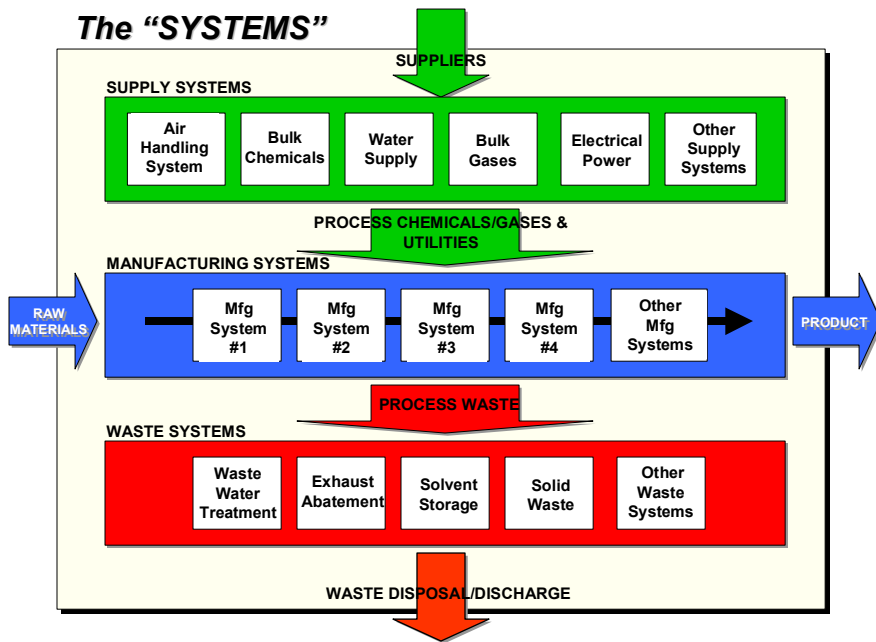 The “SYSTEMS”
SUPPLIERS
SUPPLY SYSTEMS
Air
Handling
System
Bulk
Chemicals
Water
Supply
Bulk
Gases
Electrical
Power
Other
Supply
Systems
PROCESS CHEMICALS/GASES &
UTILITIES
MANUFACTURING SYSTEMS
RAW
MATERIALS
Mfg
System
#1
Mfg
System
#2
Mfg
System
#3
Mfg
System
#4
Other
Mfg
Systems
PRODUCT
PROCESS WASTE
WASTE SYSTEMS
Waste
Water
Treatment
Exhaust
Abatement
Solvent
Storage
Solid
Waste
Other
Waste
Systems
WASTE DISPOSAL/DISCHARGE